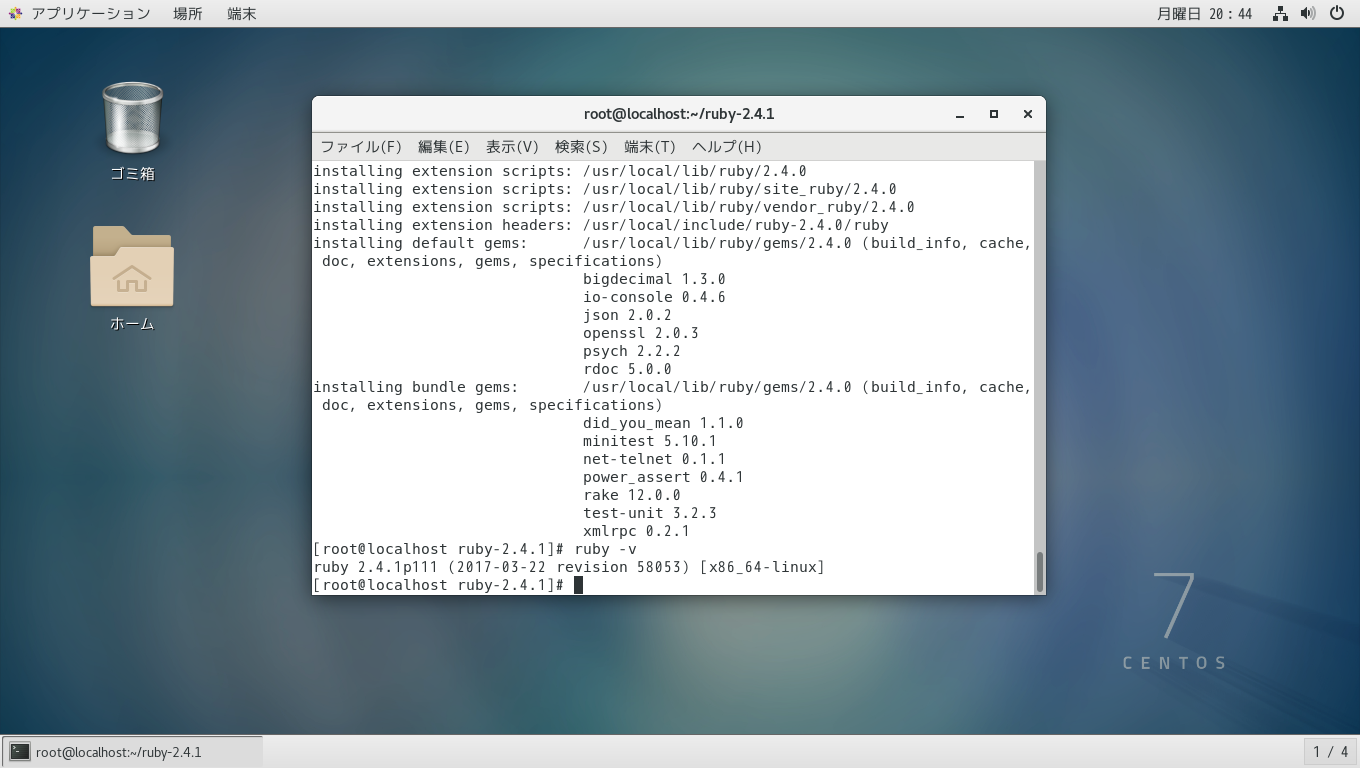 アプリケーション 場所 端末 月曜日 20：44
ゴミ箱
ホーム
root@localhost:~/ruby-2.4.1
ファイル(F) 編集(E) 表示(V) 検索(S) 端末(T) ヘルプ(H)
installing extension scripts: /usr/local/lib/ruby/2.4.0
installing extension scripts: /usr/local/lib/ruby/site_ruby/2.4.0
installing extension scripts: /usr/local/lib/ruby/vendor_ruby/2.4.0
installing extension headers: /usr/local/include/ruby-2.4.0/ruby
installing default gems:      /usr/local/lib/ruby/gems/2.4.0 (build_info, cache,
 doc, extensions, gems, specifications)
                              bigdecimal 1.3.0
                              io-console 0.4.6
                              json 2.0.2
                              openssl 2.0.3
                              psych 2.2.2
                              rdoc 5.0.0
installing bundle gems:       /usr/local/lib/ruby/gems/2.4.0 (build_info, cache,
 doc, extensions, gems, specifications)
                              did_you_mean 1.1.0
                              minitest 5.10.1
                              net-telnet 0.1.1
                              power_assert 0.4.1
                              rake 12.0.0
                              test-unit 3.2.3
                              xmlrpc 0.2.1
[root@localhost ruby-2.4.1]# ruby -v
ruby 2.4.1p111 (2017-03-22 revision 58053) [x86_64-linux]
[root@localhost ruby-2.4.1]#
7
CENTOS
root@localhost:~/ruby-2.4.1
1 / 4